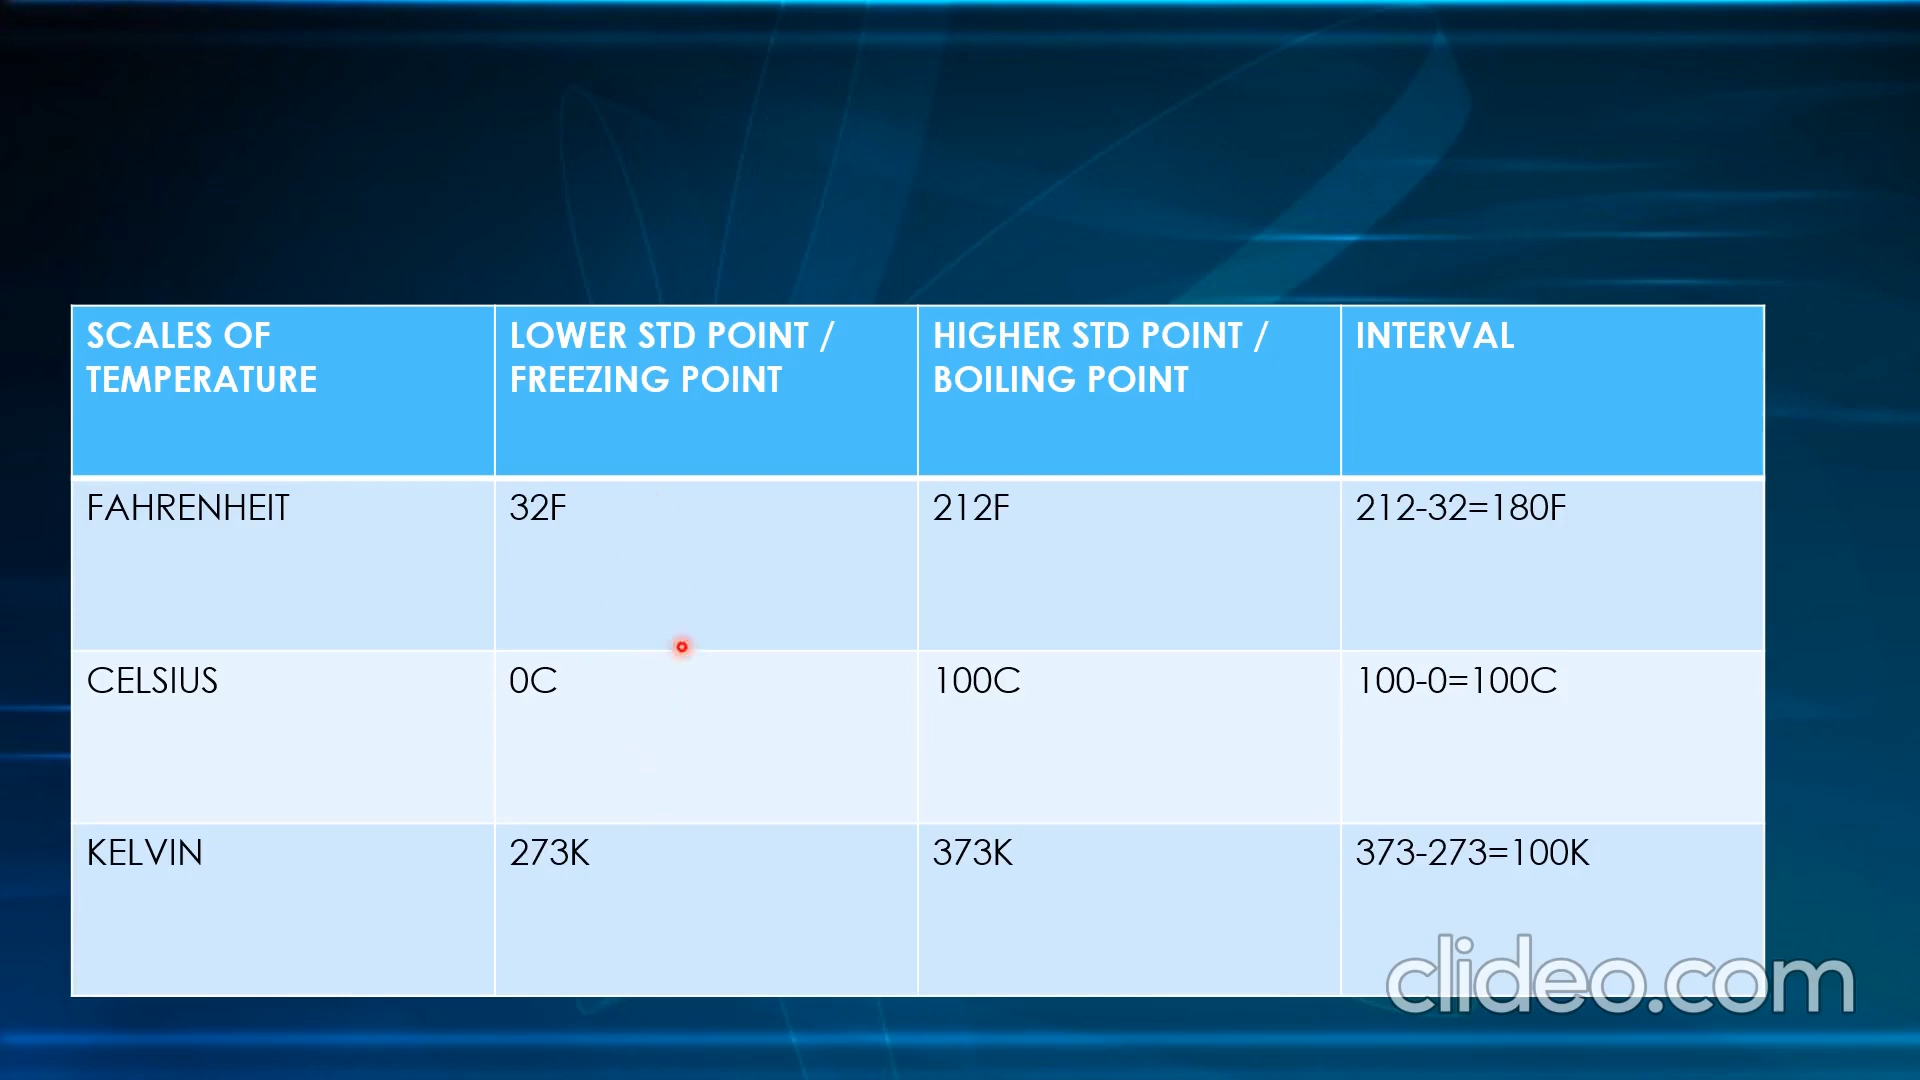 SCALES OF
TEMPERATURE
LOWER STD POINT /
FREEZING POINT
HIGHER STD POINT /
BOILING POINT
INTERVAL
FAHRENHEIT
32F
212F
212-32=180F
CELSIUS
0C
100C
100-0=100C
KELVIN
273K
373K
373-273=100K
clideo.com